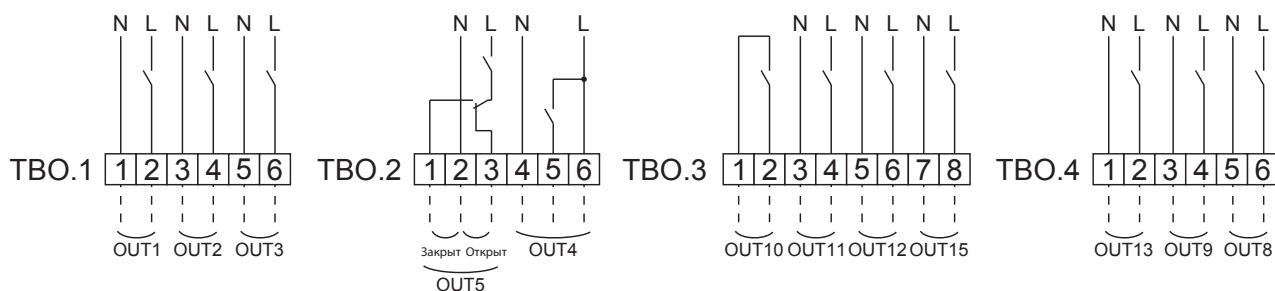 N L N L N L
N L N L
N L N L N L
N L N L N L
TBO.1 1 2 3 4 5 6
TBO.2 1 2 3 4 5 6
TBO.3 1 2 3 4 5 6 7 8
TBO.4 1 2 3 4 5 6
OUT1 OUT2 OUT3
Закрыт Открыт OUT4
OUT5
OUT10 OUT11 OUT12 OUT15
OUT13 OUT9 OUT8